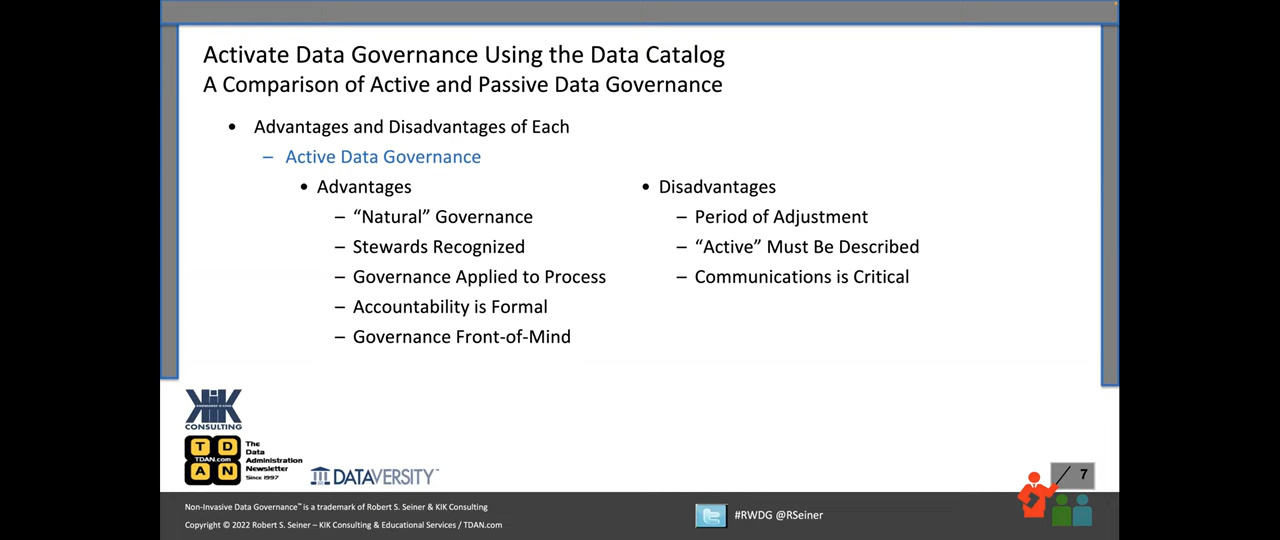 Activate Data Governance Using the Data Catalog
A Comparison of Active and Passive Data Governance
• Advantages and Disadvantages of Each
– Active Data Governance
• Advantages
– “Natural” Governance
– Stewards Recognized
– Governance Applied to Process
– Accountability is Formal
– Governance Front-of-Mind
• Disadvantages
– Period of Adjustment
– “Active” Must Be Described
– Communications is Critical
KIK
CONSULTING
T D
TDAN.com
A N
The
Data
Administration
Newsletter
Since 1997
DATAVERSITY™
7
Non-Invasive Data Governance™ is a trademark of Robert S. Seiner & KIK Consulting
Copyright © 2022 Robert S. Seiner – KIK Consulting & Educational Services / TDAN.com
#RWDG @RSeiner